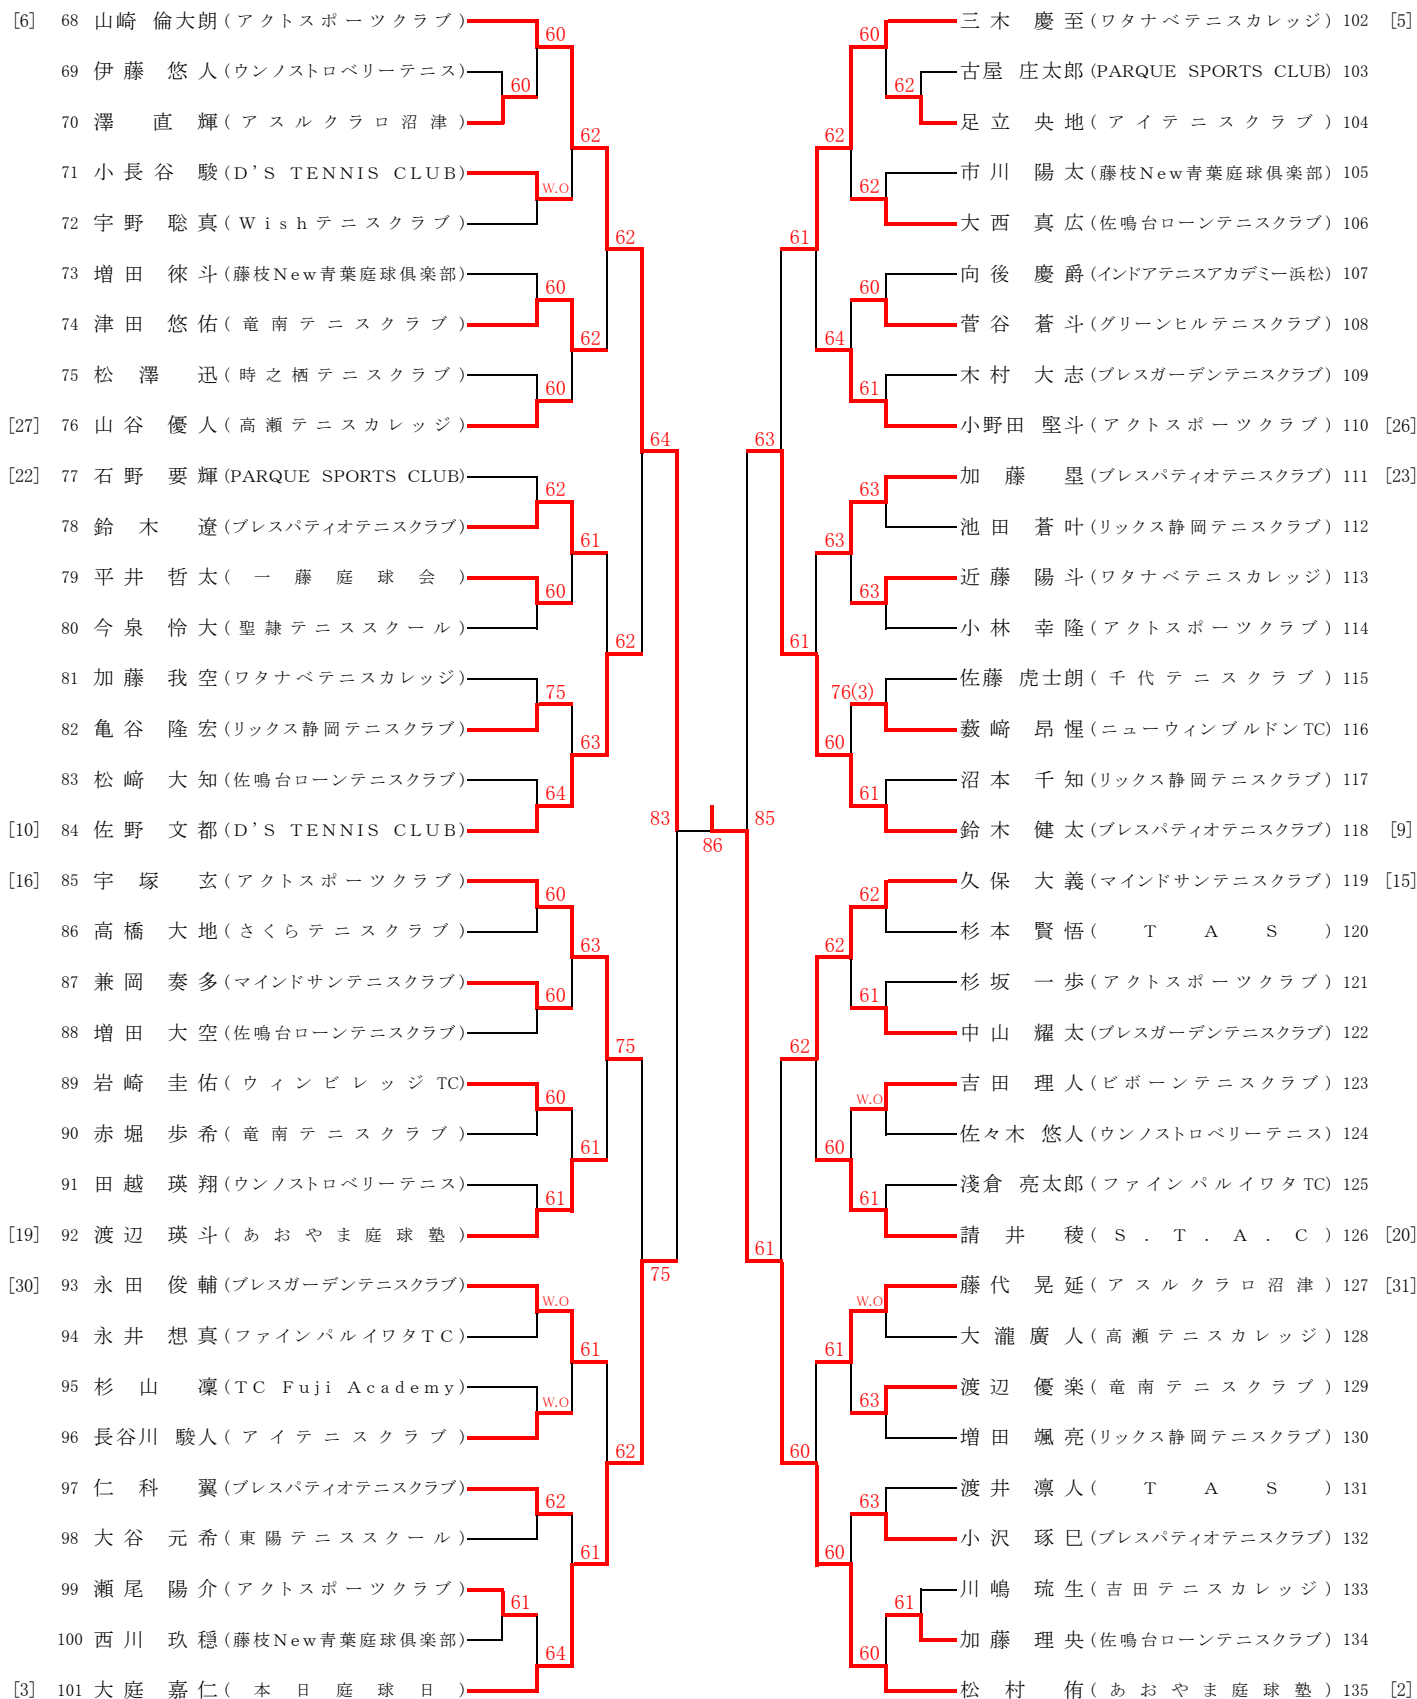 [6] 68 山崎 倫大朗 (アクトスポーツクラブ)
69 伊藤 悠人 (ウンノストロベリーテニス)
70 澤 直輝 (アスルクラロ沼津)
71 小長谷 駿 (D'S TENNIS CLUB)
72 宇野 聡真 (Wishテニスクラブ)
73 増田 徠斗 (藤枝New青葉庭球倶楽部)
74 津田 悠佑 (竜南テニスクラブ)
75 松澤 迅 (時之栖テニスクラブ)
[27] 76 山谷 優人 (高瀬テニスカレッジ)
[22] 77 石野 要輝 (PARQUE SPORTS CLUB)
78 鈴木 遼 (ブレスパティオテニスクラブ)
79 平井 哲太 (一藤庭球会)
80 今泉 怜大 (聖隷テニススクール)
81 加藤 我空 (ワタナベテニスカレッジ)
82 亀谷 隆宏 (リックス静岡テニスクラブ)
83 松﨑 大知 (佐鳴台ローンテニスクラブ)
[10] 84 佐野 文都 (D'S TENNIS CLUB)
[16] 85 宇塚 玄 (アクトスポーツクラブ)
86 高橋 大地 (さくらテニスクラブ)
87 兼岡 奏多 (マインドサンテニスクラブ)
88 増田 大空 (佐鳴台ローンテニスクラブ)
89 岩崎 圭佑 (ウィンビレッジTC)
90 赤堀 歩希 (竜南テニスクラブ)
91 田越 瑛翔 (ウンノストロベリーテニス)
[19] 92 渡辺 瑛斗 (あおやま庭球塾)
[30] 93 永田 俊輔 (ブレスガーデンテニスクラブ)
94 永井 想真 (ファインパルイワタTC)
95 杉山 凜 (TC Fuji Academy)
96 長谷川 駿人 (アイテニスクラブ)
97 仁科 翼 (ブレスパティオテニスクラブ)
98 大谷 元希 (東陽テニススクール)
99 瀬尾 陽介 (アクトスポーツクラブ)
100 西川 玖穏 (藤枝New青葉庭球倶楽部)
[3] 101 大庭 嘉仁 (本日庭球日)
60
60
W.O
60
60
62
60
75
64
60
60
60
61
W.O
W.O
62
61
64
62
62
61
63
63
61
61
61
62
62
75
62
64
75
83
86
85
63
61
61
61
62
60
62
64
63
60
62
60
61
60
60
62
62
60
61
63
63
76(3)
61
62
61
W.O
61
W.O
63
63
61
60
三木 慶至 (ワタナベテニスカレッジ) 102 [5]
古屋 庄太郎 (PARQUE SPORTS CLUB) 103
足立 央地 (アイテニスクラブ) 104
市川 陽太 (藤枝New青葉庭球倶楽部) 105
大西 真広 (佐鳴台ローンテニスクラブ) 106
向後 慶爵 (インドアテニスアカデミー浜松) 107
菅谷 蒼斗 (グリーンヒルテニスクラブ) 108
木村 大志 (ブレスガーデンテニスクラブ) 109
小野田 堅斗 (アクトスポーツクラブ) 110 [26]
加藤 塁 (ブレスパティオテニスクラブ) 111 [23]
池田 蒼叶 (リックス静岡テニスクラブ) 112
近藤 陽斗 (ワタナベテニスカレッジ) 113
小林 幸隆 (アクトスポーツクラブ) 114
佐藤 虎士朗 (千代テニスクラブ) 115
薮﨑 昂惺 (ニューウィンブルドンTC) 116
沼本 千知 (リックス静岡テニスクラブ) 117
鈴木 健太 (ブレスパティオテニスクラブ) 118 [9]
久保 大義 (マインドサンテニスクラブ) 119 [15]
杉本 賢悟 (TAS) 120
杉坂 一歩 (アクトスポーツクラブ) 121
中山 耀太 (ブレスガーデンテニスクラブ) 122
吉田 理人 (ビボーンテニスクラブ) 123
佐々木 悠人 (ウンノストロベリーテニス) 124
淺倉 亮太郎 (ファインパルイワタTC) 125
請井 稜 (S.T.A.C) 126 [20]
藤代 晃延 (アスルクラロ沼津) 127 [31]
大瀧 廣人 (高瀬テニスカレッジ) 128
渡辺 優楽 (竜南テニスクラブ) 129
増田 颯亮 (リックス静岡テニスクラブ) 130
渡井 凛人 (TAS) 131
小沢 琢巳 (ブレスパティオテニスクラブ) 132
川嶋 琉生 (吉田テニスカレッジ) 133
加藤 理央 (佐鳴台ローンテニスクラブ) 134
松村 侑 (あおやま庭球塾) 135 [2]